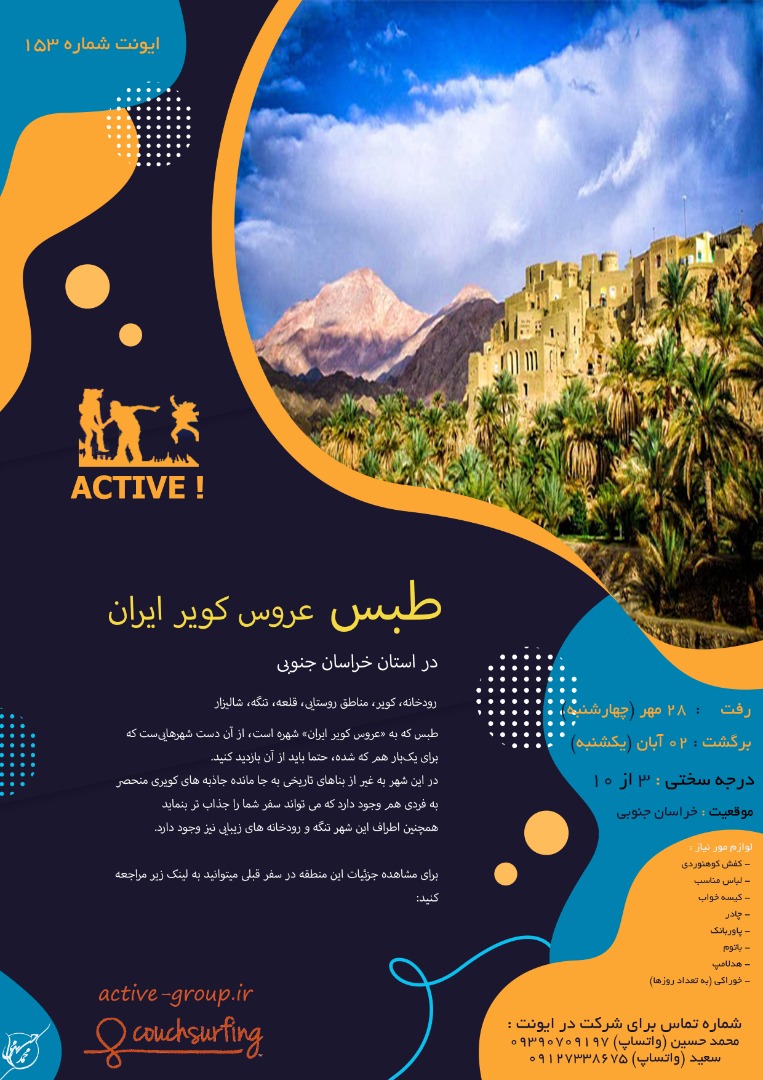 ایونت شماره ۱۵۳
ACTIVE !
طبس عروس کویر ایران
در استان خراسان جنوبی
رودخانه، کویر، مناطق روستایی، قلعه، تنگه، شالیزار
طبس که به «عروس کویر ایران» شهره است، از آن دست شهرهایی‌ست که
برای یک‌بار هم که شده، حتما باید از آن بازدید کنید.
در این شهر به غیر از بناهای تاریخی به جا مانده جاذبه های کویری منحصر
به فردی هم وجود دارد که می تواند سفر شما را جذاب تر بنماید
همچنین اطراف این شهر تنگه و رودخانه های زیبایی نیز وجود دارد.
برای مشاهده جزئیات این منطقه در سفر قبلی میتوانید به لینک زیر مراجعه
کنید:
active-group.ir
couchsurfing
رفت : ۲۸ مهر (چهارشنبه)
برگشت : ۰۲ آبان (یکشنبه)
درجه سختی : ۳ از ۱۰
موقعیت : خراسان جنوبی
لوازم مور نیاز :
- کفش کوهنوردی
- لباس مناسب
- کیسه خواب
- چادر
- پاوربانک
- باتوم
- هدلامپ
- خوراکی (به تعداد روزها)
شماره تماس برای شرکت در ایونت :
محمد حسین (واتساپ) ۰۹۳۹۰۷۰۹۱۹۷
سعید (واتساپ) ۰۹۱۲۷۳۳۸۶۷۵